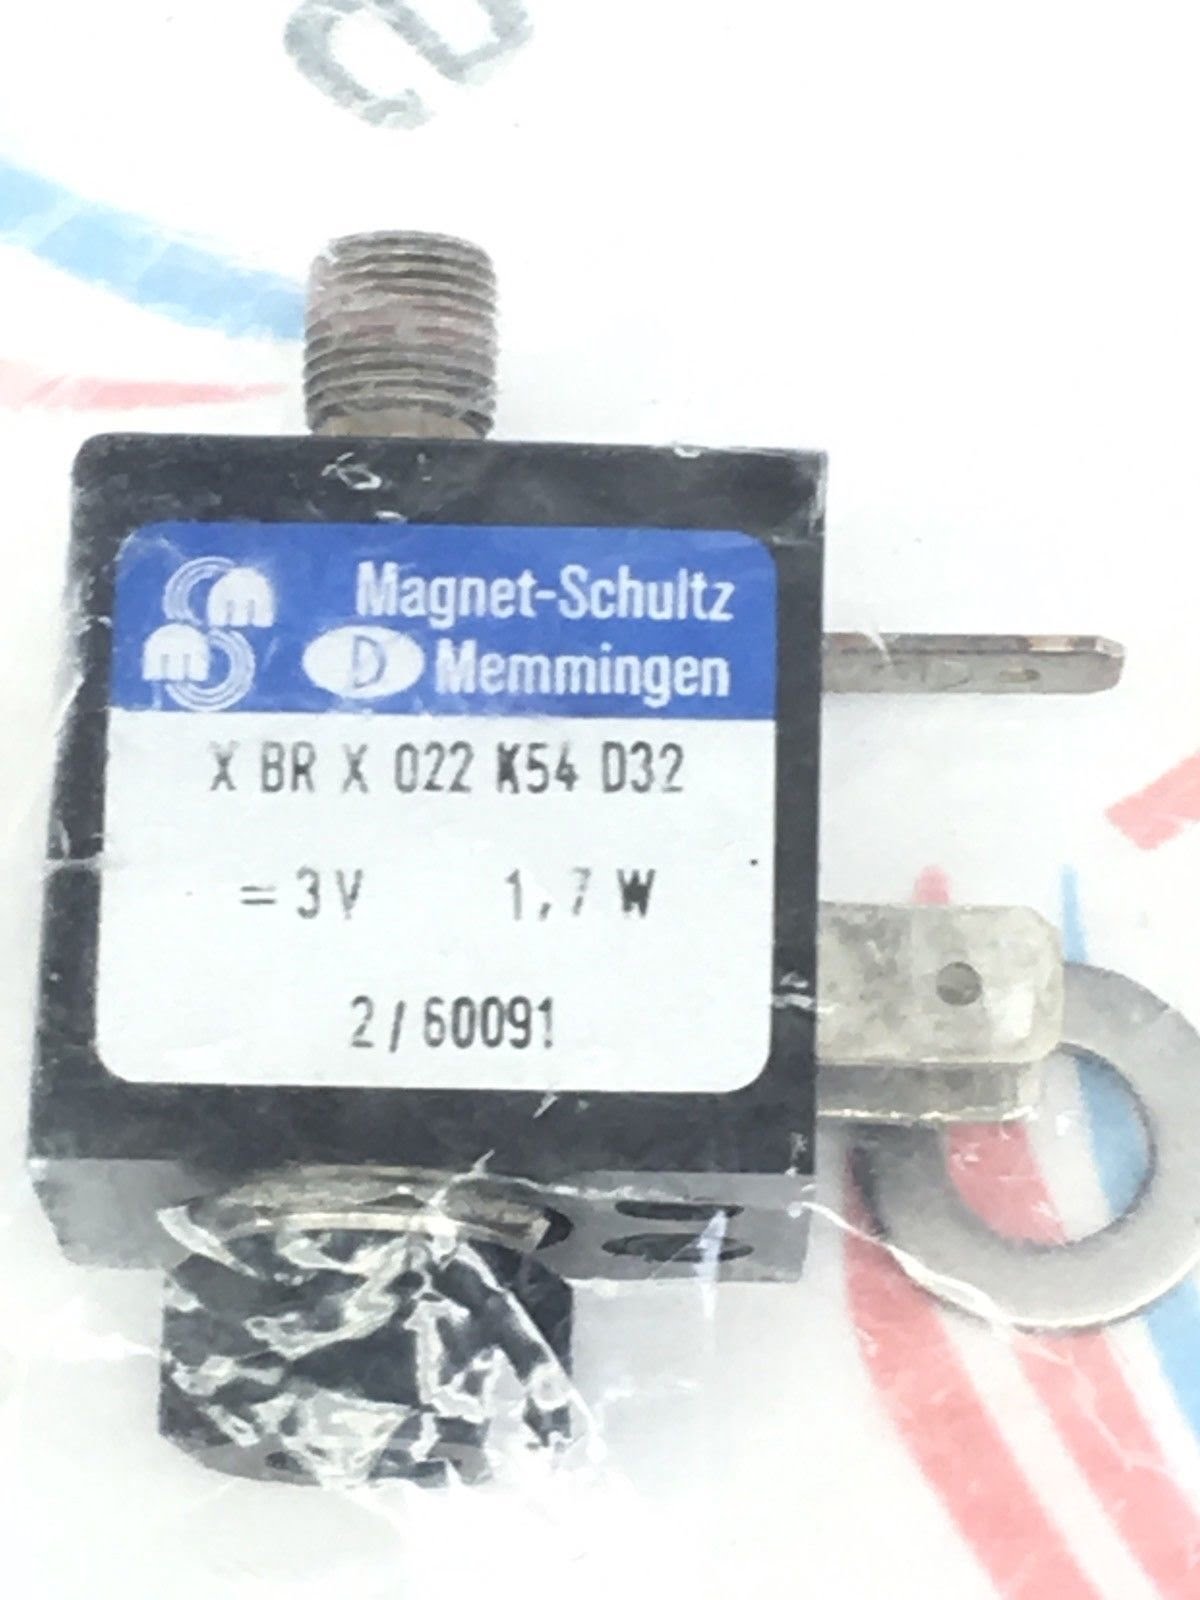 Magnet-Schultz
D Memmingen
X BR X 022 K54 D32
= 3V 1,7 W
2/60091